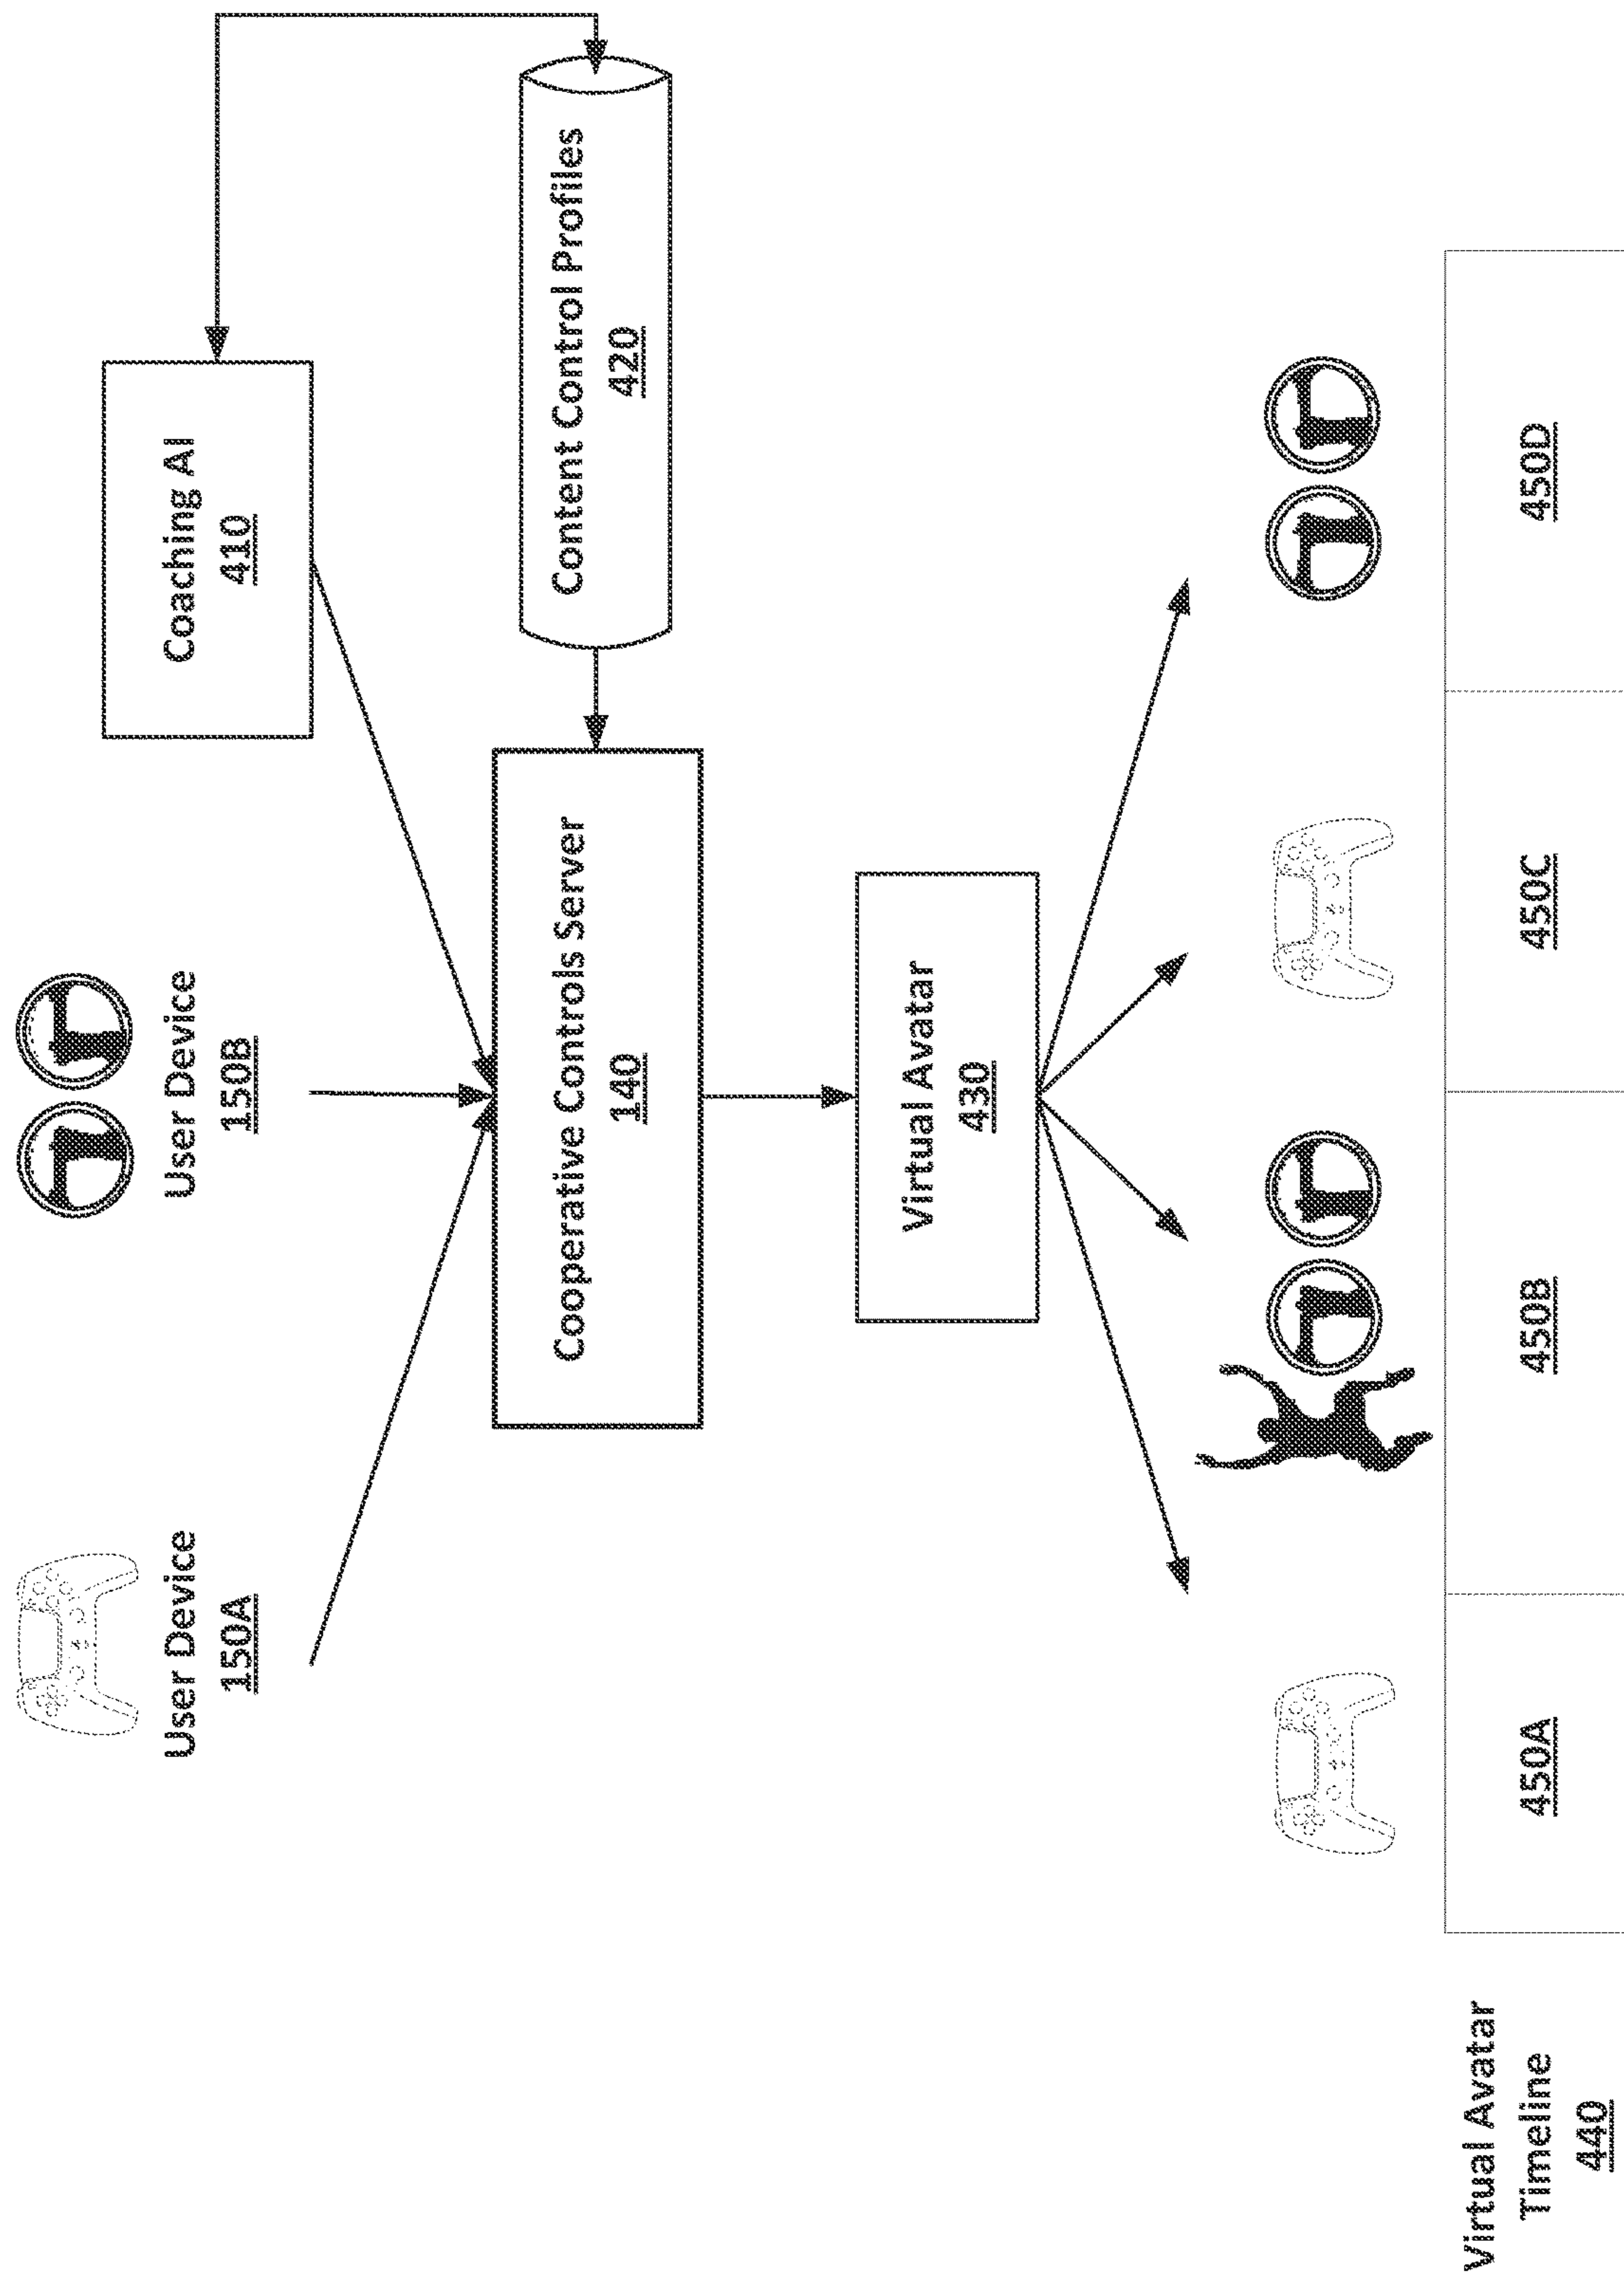 User Device
150A
User Device
150B
Coaching AI
410
Cooperative Controls Server
140
Content Control Profiles
420
Virtual Avatar
430
Virtual Avatar
Timeline
440
450A
450B
450C
450D